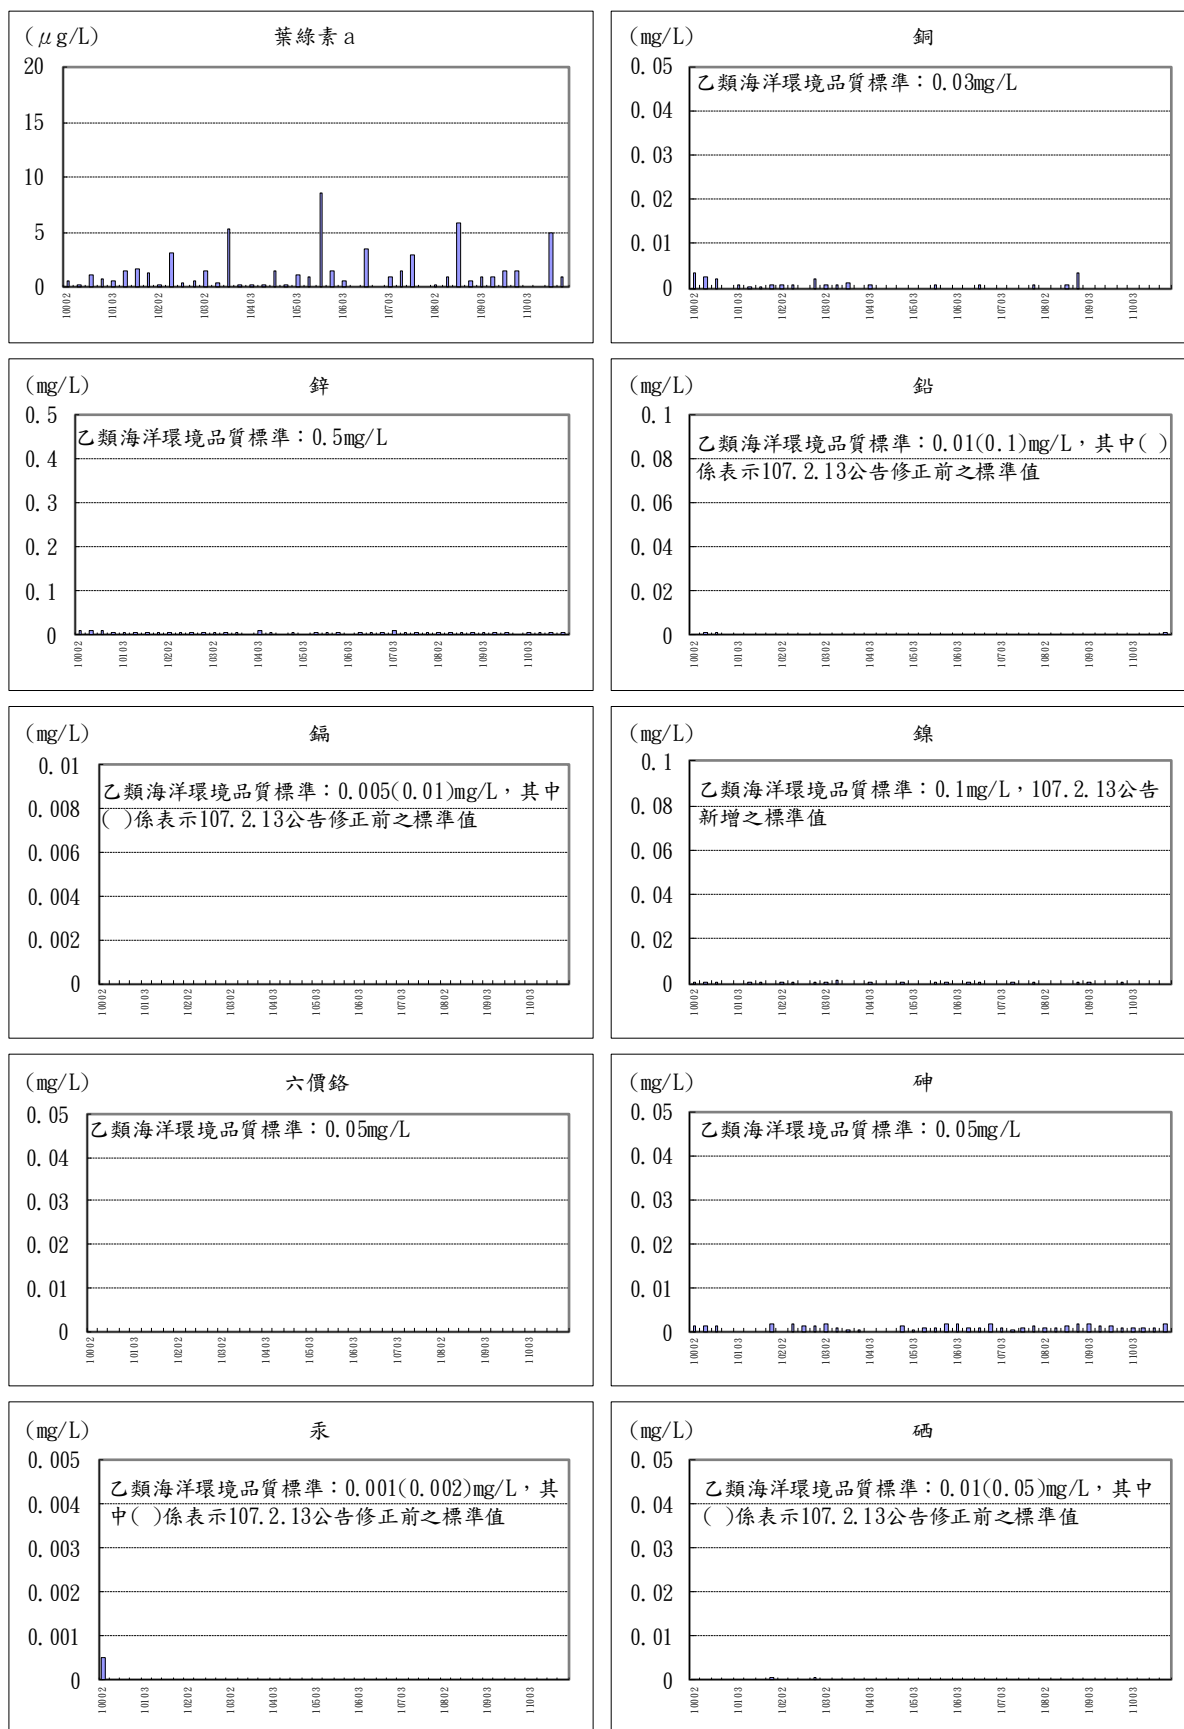 (μg/L) 葉綠素a
20
15
10
5
0
10002 10103 10202 10302 10403 10503 10603 10703 10802 10903 11003
(mg/L) 銅
0.05
乙類海洋環境品質標準：0.03mg/L
0.04
0.03
0.02
0.01
0
10002 10103 10202 10302 10403 10503 10603 10703 10802 10903 11003
(mg/L) 鋅
0.5
乙類海洋環境品質標準：0.5mg/L
0.4
0.3
0.2
0.1
0
10002 10103 10202 10302 10403 10503 10603 10703 10802 10903 11003
(mg/L) 鉛
0.1
乙類海洋環境品質標準：0.01(0.1)mg/L，其中( )
係表示107.2.13公告修正前之標準值
0.08
0.06
0.04
0.02
0
10002 10103 10202 10302 10403 10503 10603 10703 10802 10903 11003
(mg/L) 鎘
0.01
乙類海洋環境品質標準：0.005(0.01)mg/L，其中
( )係表示107.2.13公告修正前之標準值
0.008
0.006
0.004
0.002
0
10002 10103 10202 10302 10403 10503 10603 10703 10802 10903 11003
(mg/L) 鎳
0.1
乙類海洋環境品質標準：0.1mg/L，107.2.13公告
新增之標準值
0.08
0.06
0.04
0.02
0
10002 10103 10202 10302 10403 10503 10603 10703 10802 10903 11003
(mg/L) 六價鉻
0.05
乙類海洋環境品質標準：0.05mg/L
0.04
0.03
0.02
0.01
0
10002 10103 10202 10302 10403 10503 10603 10703 10802 10903 11003
(mg/L) 砷
0.05
乙類海洋環境品質標準：0.05mg/L
0.04
0.03
0.02
0.01
0
10002 10103 10202 10302 10403 10503 10603 10703 10802 10903 11003
(mg/L) 汞
0.005
乙類海洋環境品質標準：0.001(0.002)mg/L，其
中( )係表示107.2.13公告修正前之標準值
0.004
0.003
0.002
0.001
0
10002 10103 10202 10302 10403 10503 10603 10703 10802 10903 11003
(mg/L) 硒
0.05
乙類海洋環境品質標準：0.01(0.05)mg/L，其中
( )係表示107.2.13公告修正前之標準值
0.04
0.03
0.02
0.01
0
10002 10103 10202 10302 10403 10503 10603 10703 10802 10903 11003